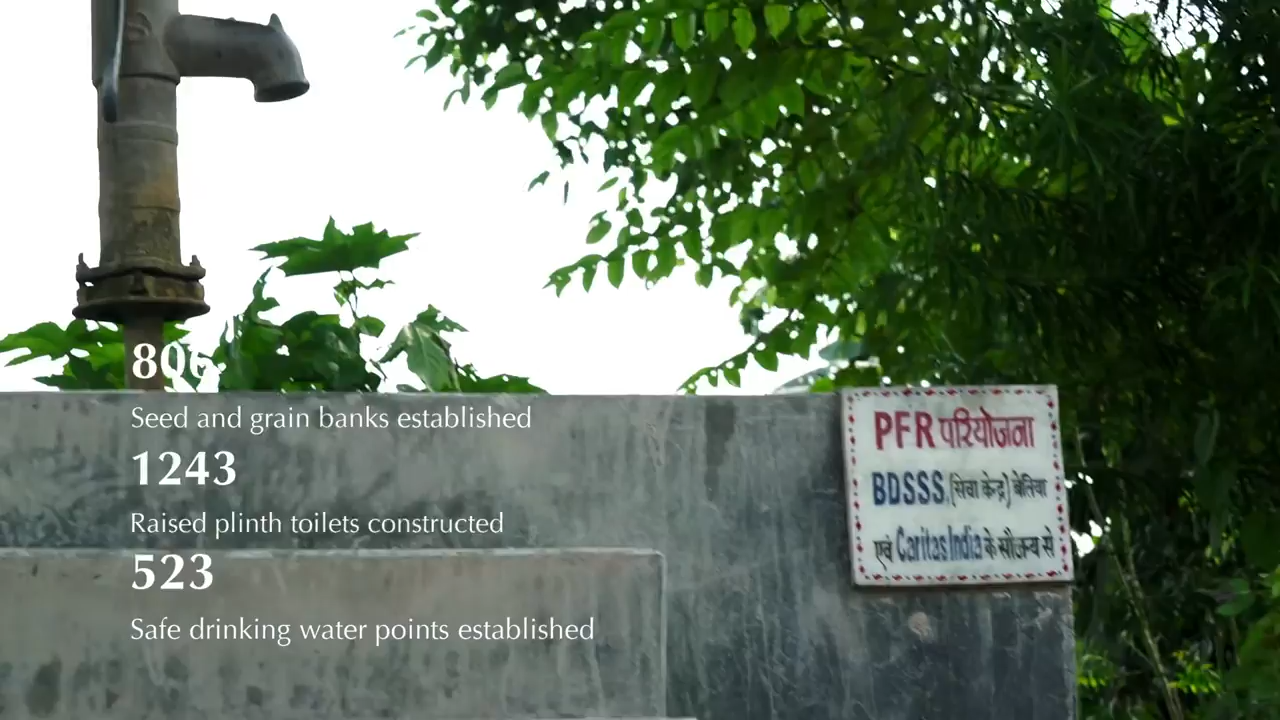 806
Seed and grain banks established
1243
Raised plinth toilets constructed
523
Safe drinking water points established
PFR परियोजना
BDSSS (सेवा केन्द्र) बेतिया
एवं Caritas India के सौजन्य से